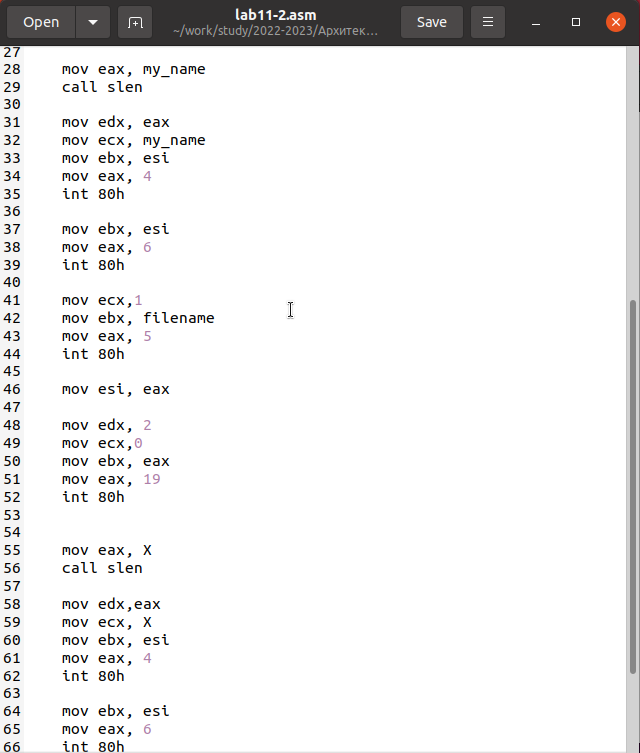 Open
lab11-2.asm
~/work/study/2022-2023/Архитек...
Save
27
28 mov eax, my_name
29 call slen
30
31 mov edx, eax
32 mov ecx, my_name
33 mov ebx, esi
34 mov eax, 4
35 int 80h
36
37 mov ebx, esi
38 mov eax, 6
39 int 80h
40
41 mov ecx,1
42 mov ebx, filename
43 mov eax, 5
44 int 80h
45
46 mov esi, eax
47
48 mov edx, 2
49 mov ecx,0
50 mov ebx, eax
51 mov eax, 19
52 int 80h
53
54
55 mov eax, X
56 call slen
57
58 mov edx,eax
59 mov ecx, X
60 mov ebx, esi
61 mov eax, 4
62 int 80h
63
64 mov ebx, esi
65 mov eax, 6
66 int 80h